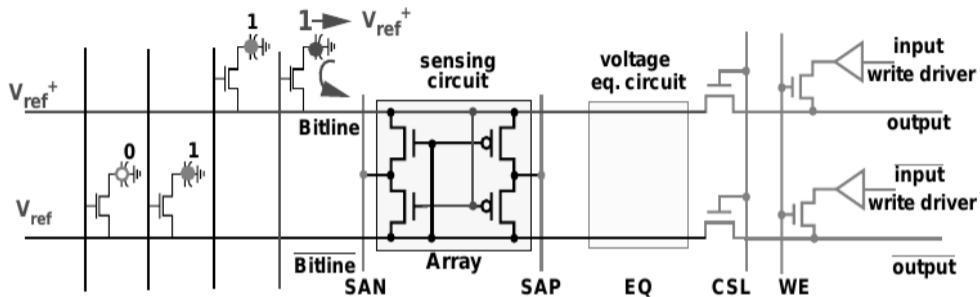 1
1
V_ref^+
input
sensing circuit
voltage eq. circuit
write driver
V_ref^+
Bitline
output
0
1
input
V_ref
write driver
Bitline
Array
output
SAN
SAP
EQ
CSL
WE